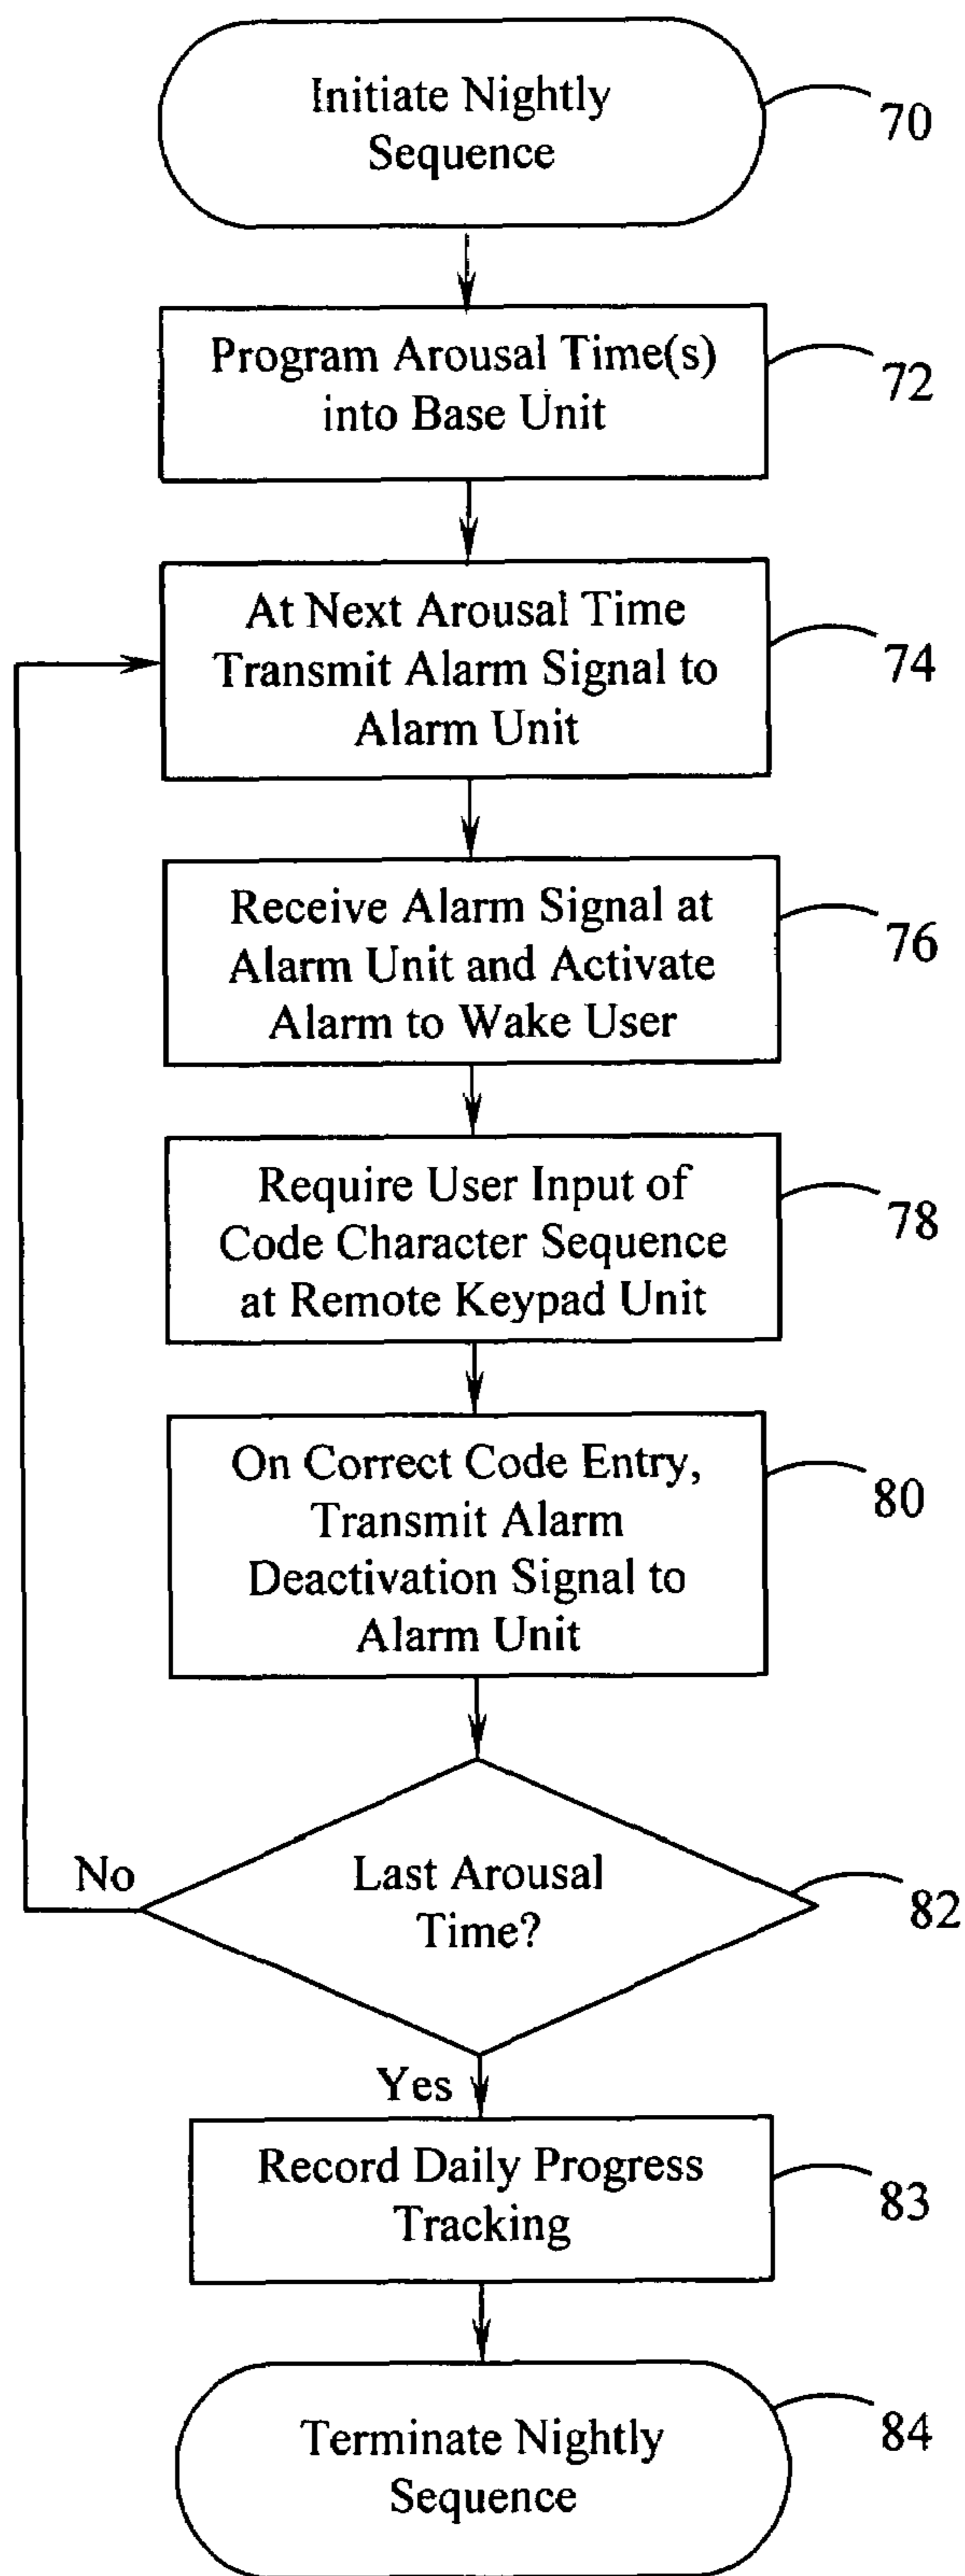 Initiate Nightly
Sequence
70
Program Arousal Time(s)
into Base Unit
72
At Next Arousal Time
Transmit Alarm Signal to
Alarm Unit
74
Receive Alarm Signal at
Alarm Unit and Activate
Alarm to Wake User
76
Require User Input of
Code Character Sequence
at Remote Keypad Unit
78
On Correct Code Entry,
Transmit Alarm
Deactivation Signal to
Alarm Unit
80
Last Arousal
Time?
82
No
Yes
Record Daily Progress
Tracking
83
Terminate Nightly
Sequence
84